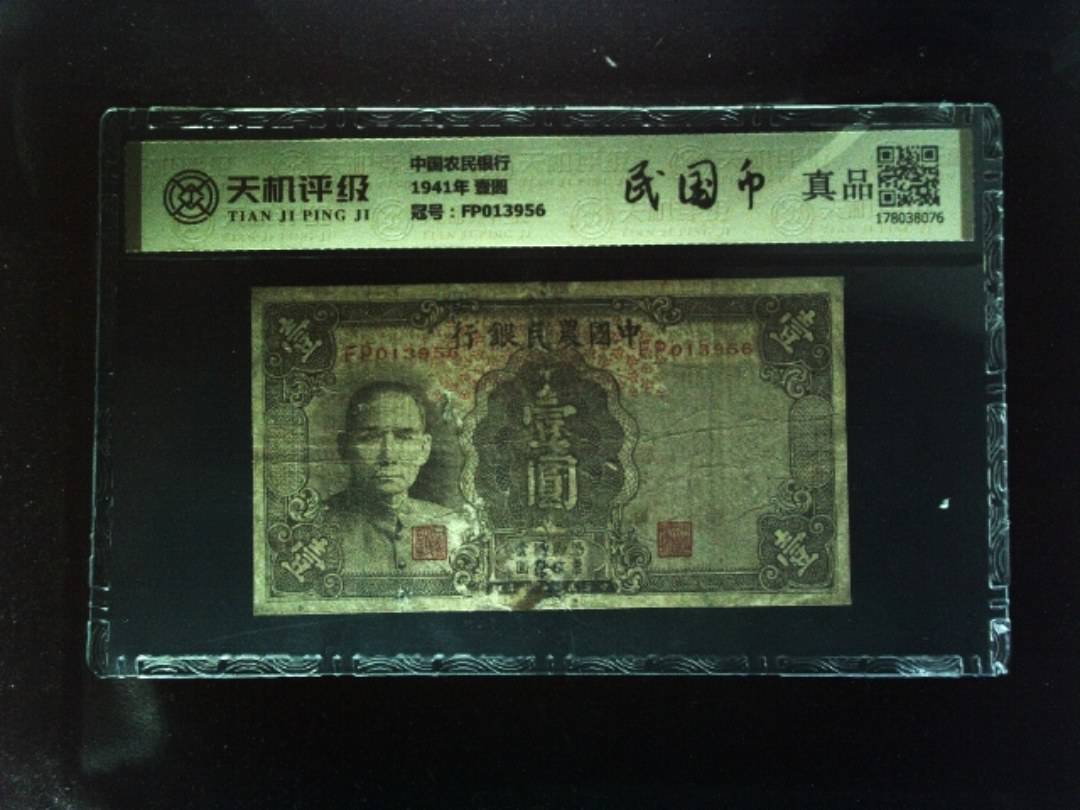 天机评级
TIAN JI PING JI
中国农民银行
1941年 壹圆
冠号：FP013956
民国币
真品
178038076
行銀民農國中
FP013956
FP013956
壹
壹
壹圓
壹
壹